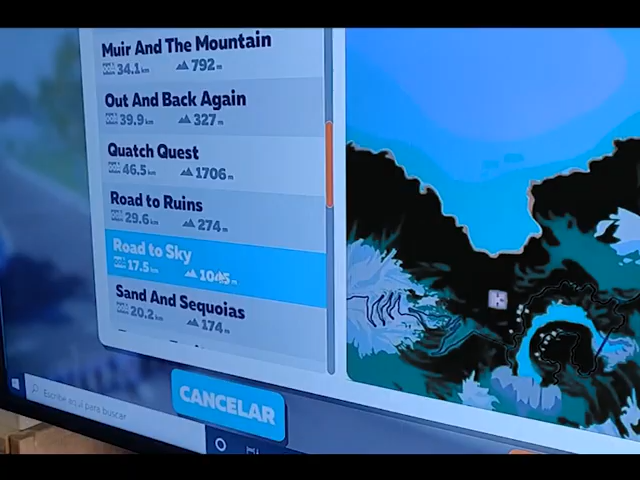 Muir And The Mountain
34.1 km 792 m
Out And Back Again
39.9 km 327 m
Quatch Quest
46.5 km 1706 m
Road to Ruins
29.6 km 274 m
Road to Sky
17.5 km 1045 m
Sand And Sequoias
20.2 km 174 m
CANCELAR
Escribe aquí para buscar